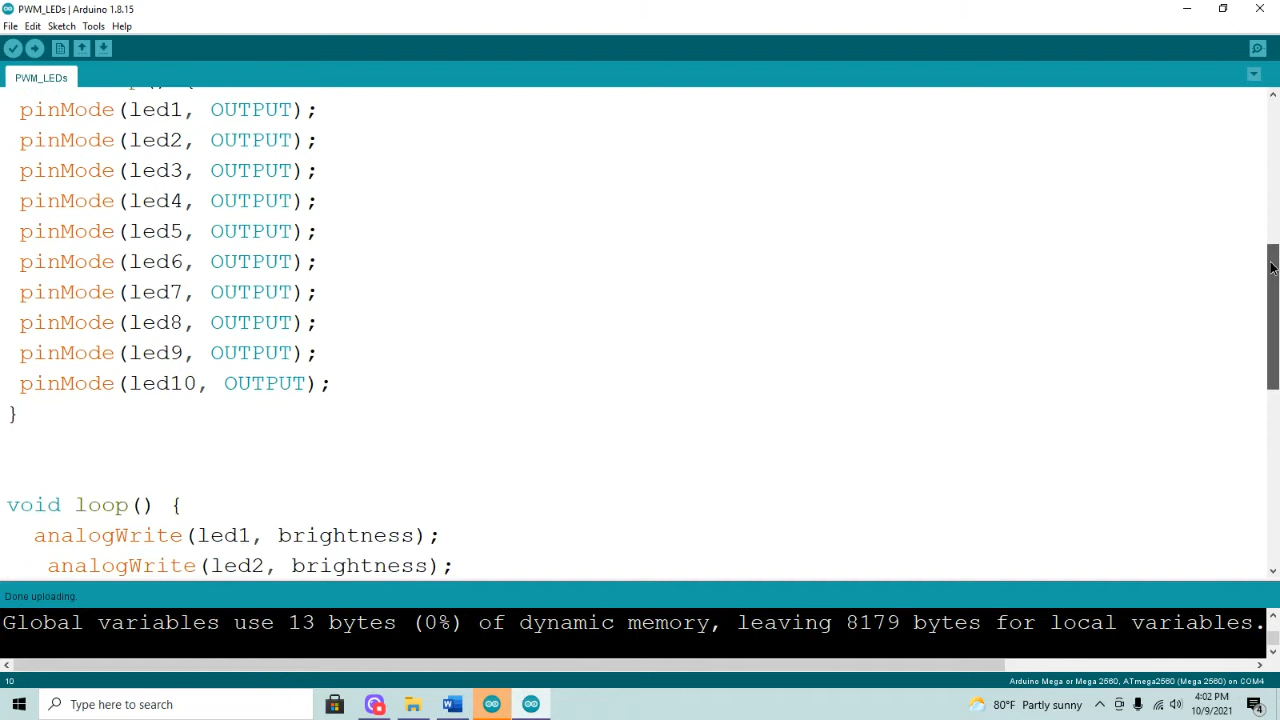 PWM_LEDs | Arduino 1.8.15
File Edit Sketch Tools Help
PWM_LEDs
pinMode(led1, OUTPUT);
pinMode(led2, OUTPUT);
pinMode(led3, OUTPUT);
pinMode(led4, OUTPUT);
pinMode(led5, OUTPUT);
pinMode(led6, OUTPUT);
pinMode(led7, OUTPUT);
pinMode(led8, OUTPUT);
pinMode(led9, OUTPUT);
pinMode(led10, OUTPUT);
}
void loop() {
analogWrite(led1, brightness);
analogWrite(led2, brightness);
Done uploading.
Global variables use 13 bytes (0%) of dynamic memory, leaving 8179 bytes for local variables.
10
Arduino Mega or Mega 2560, ATmega2560 (Mega 2560) on COM4
Type here to search
80°F Partly sunny
4:02 PM
10/9/2021
4